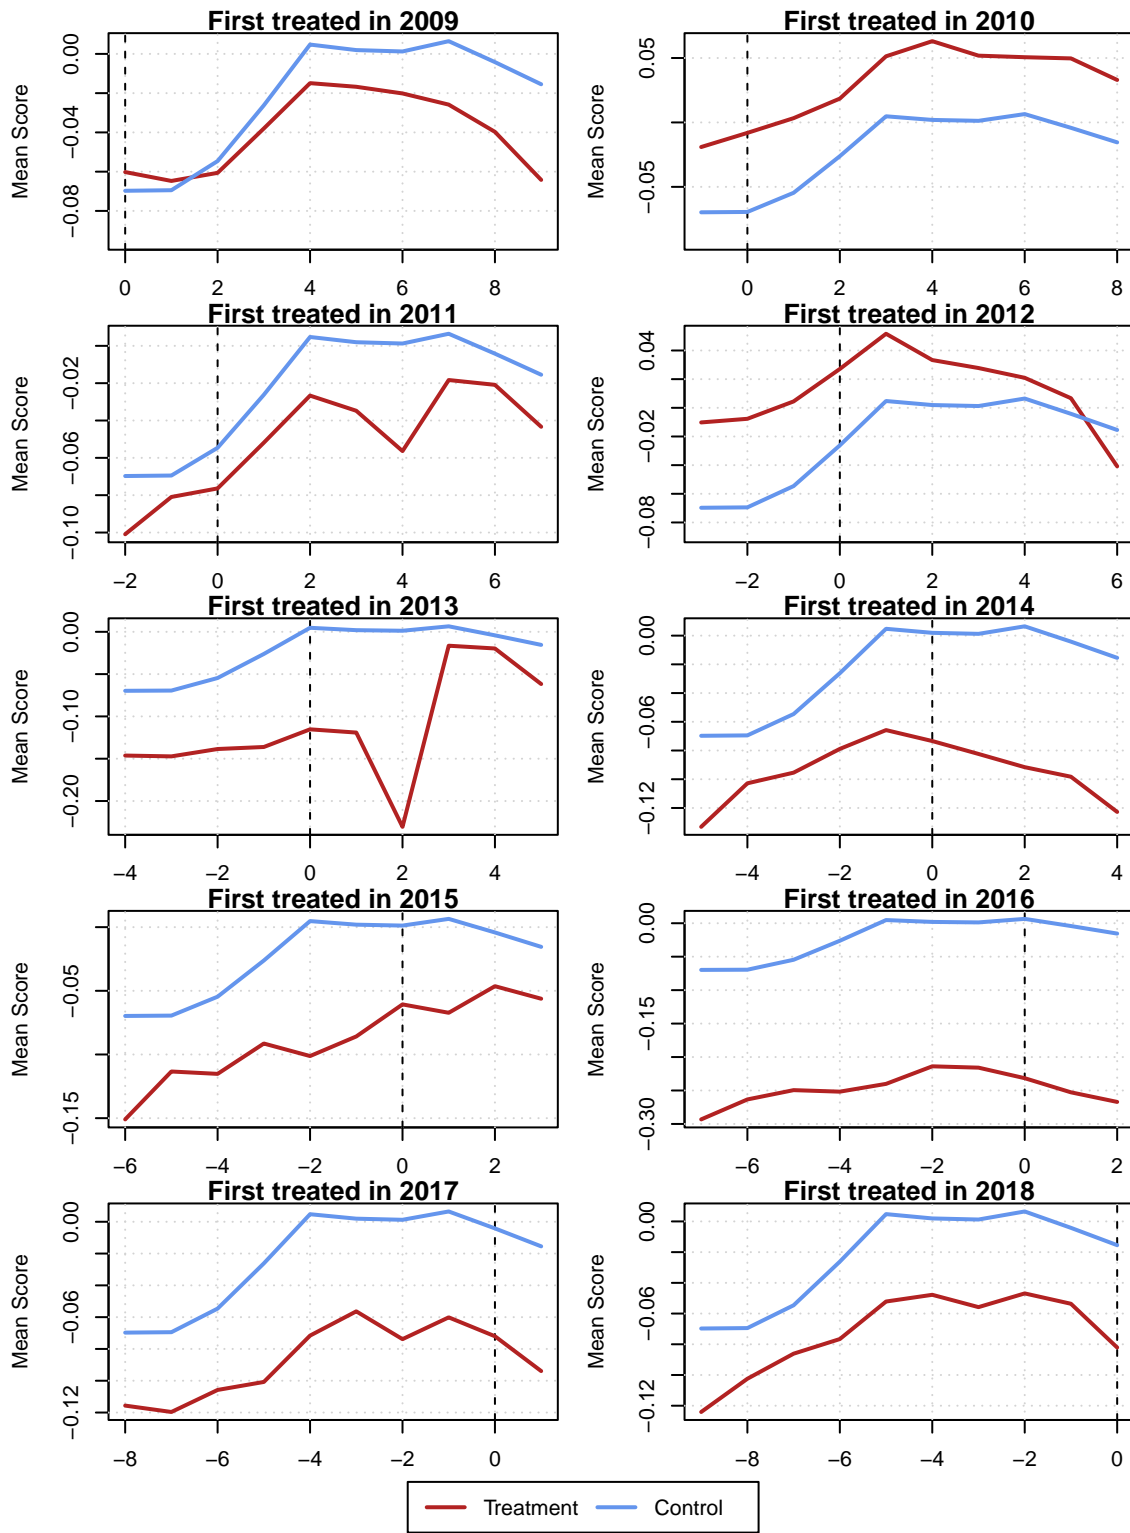 First treated in 2009
Mean Score
0.00
−0.04
−0.08
0 2 4 6 8
First treated in 2010
Mean Score
0.05
−0.05
0 2 4 6 8
First treated in 2011
Mean Score
−0.02
−0.06
−0.10
−2 0 2 4 6
First treated in 2012
Mean Score
0.04
−0.02
−0.08
−2 0 2 4 6
First treated in 2013
Mean Score
0.00
−0.10
−0.20
−4 −2 0 2 4
First treated in 2014
Mean Score
0.00
−0.06
−0.12
−4 −2 0 2 4
First treated in 2015
Mean Score
−0.05
−0.15
−6 −4 −2 0 2
First treated in 2016
Mean Score
0.00
−0.15
−0.30
−6 −4 −2 0 2
First treated in 2017
Mean Score
0.00
−0.06
−0.12
−8 −6 −4 −2 0
First treated in 2018
Mean Score
0.00
−0.06
−0.12
−8 −6 −4 −2 0
Treatment Control